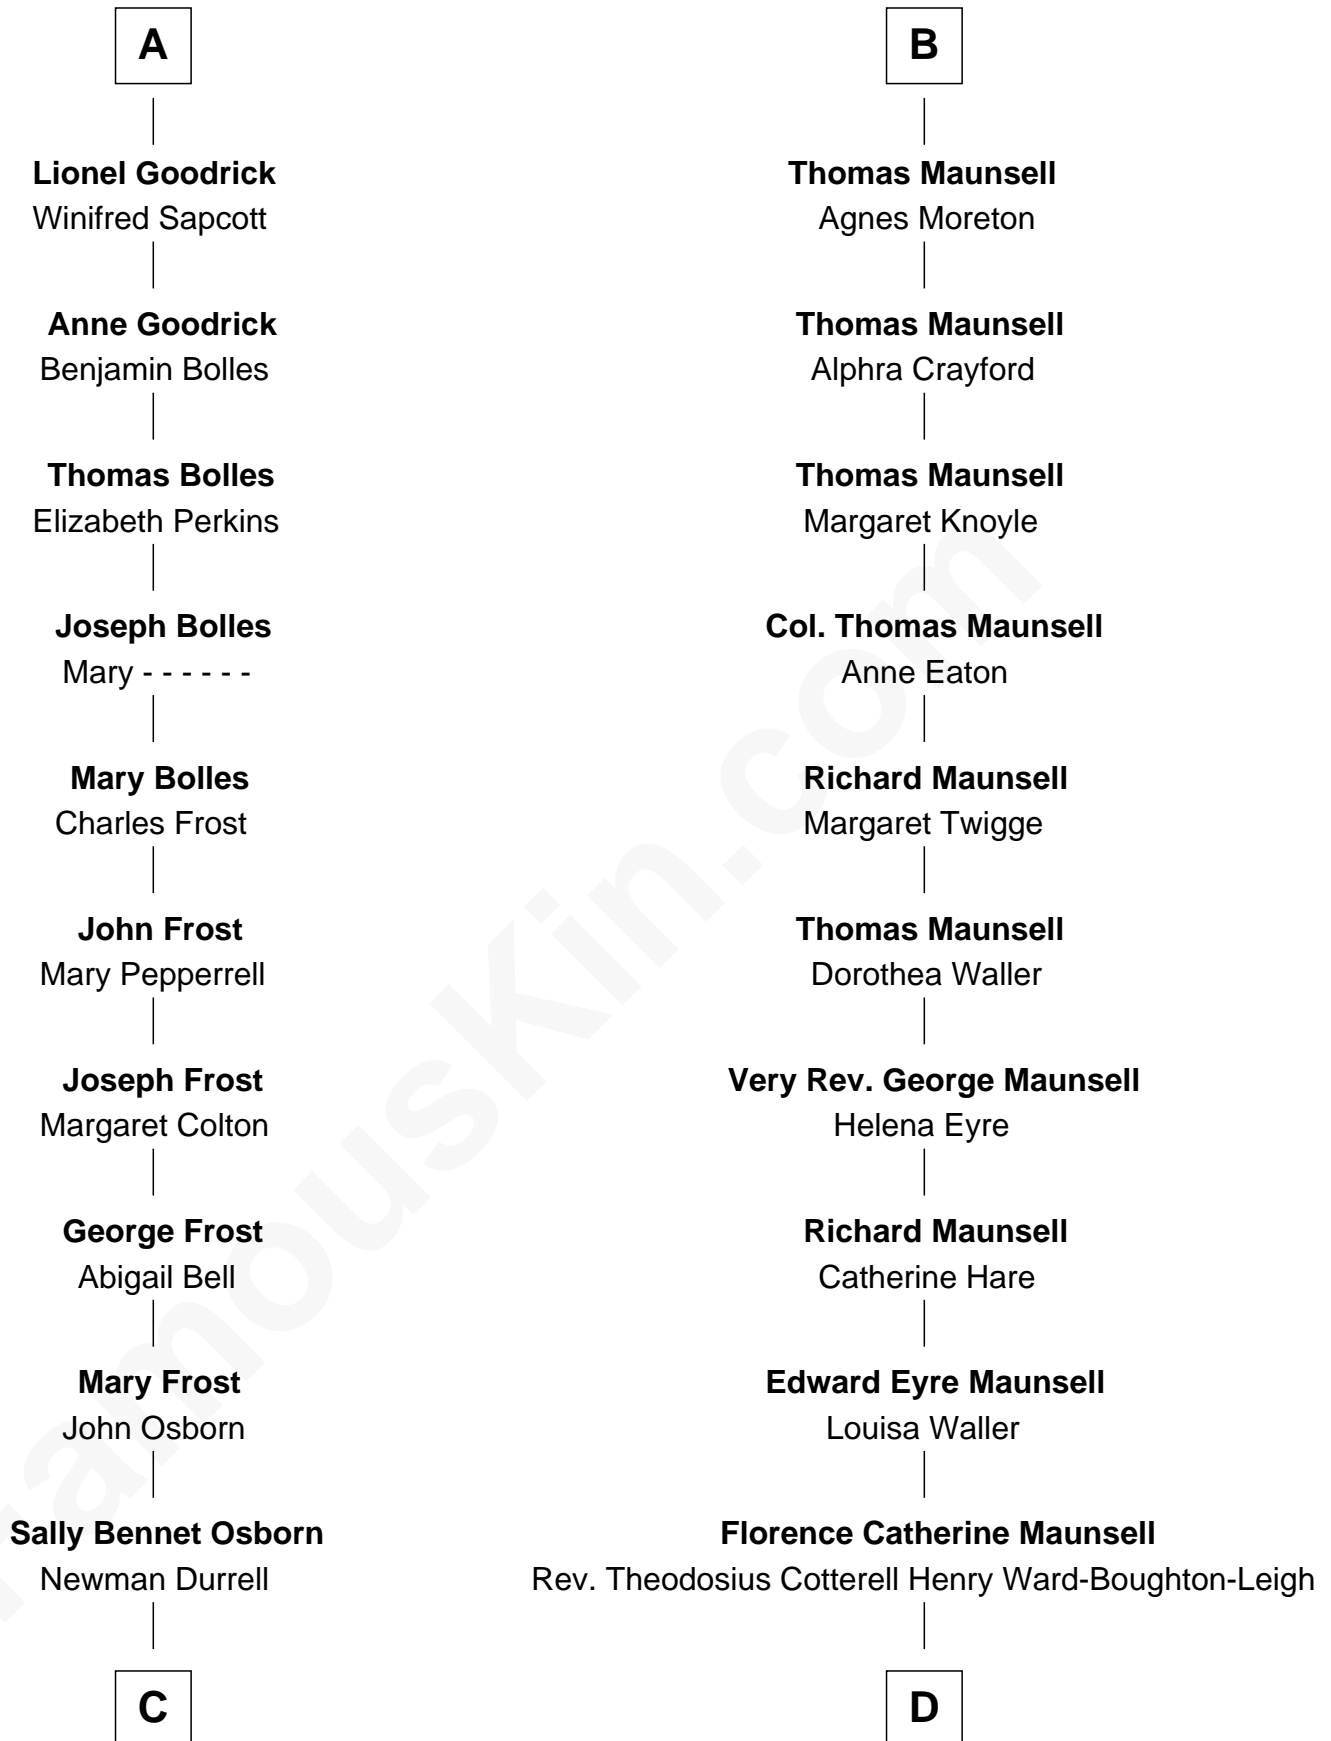 A
Lionel Goodrick
Winifred Sapcott
Anne Goodrick
Benjamin Bolles
Thomas Bolles
Elizabeth Perkins
Joseph Bolles
Mary - - - - - -
Mary Bolles
Charles Frost
John Frost
Mary Pepperrell
Joseph Frost
Margaret Colton
George Frost
Abigail Bell
Mary Frost
John Osborn
Sally Bennet Osborn
Newman Durrell
C
B
Thomas Maunsell
Agnes Moreton
Thomas Maunsell
Alphra Crayford
Thomas Maunsell
Margaret Knoyle
Col. Thomas Maunsell
Anne Eaton
Richard Maunsell
Margaret Twigge
Thomas Maunsell
Dorothea Waller
Very Rev. George Maunsell
Helena Eyre
Richard Maunsell
Catherine Hare
Edward Eyre Maunsell
Louisa Waller
Florence Catherine Maunsell
Rev. Theodosius Cotterell Henry Ward-Boughton-Leigh
D
FamousKin.com